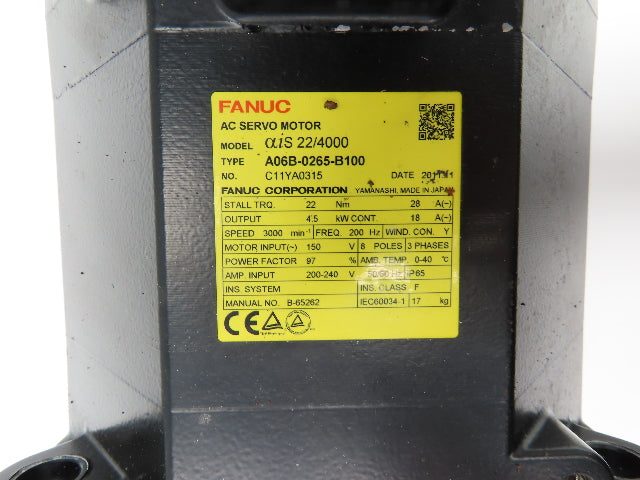 FANUC
AC SERVO MOTOR
MODEL αiS 22/4000
TYPE A06B-0265-B100
NO. C11YA0315 DATE
FANUC CORPORATION YAMANASHI, MADE IN JAPAN
STALL TRQ. 22 Nm 28 A(~)
OUTPUT 4.5 kW CONT. 18 A(~)
SPEED 3000 min⁻¹ FREQ. 200 Hz WIND. CON. Y
MOTOR INPUT(~) 150 V 8 POLES 3 PHASES
POWER FACTOR 97 % AMB. TEMP. 0-40 °C
AMP. INPUT 200-240 V 50/60 Hz IP65
INS. SYSTEM INS. CLASS F
MANUAL NO. B-65262 IEC60034-1 17 kg
CE